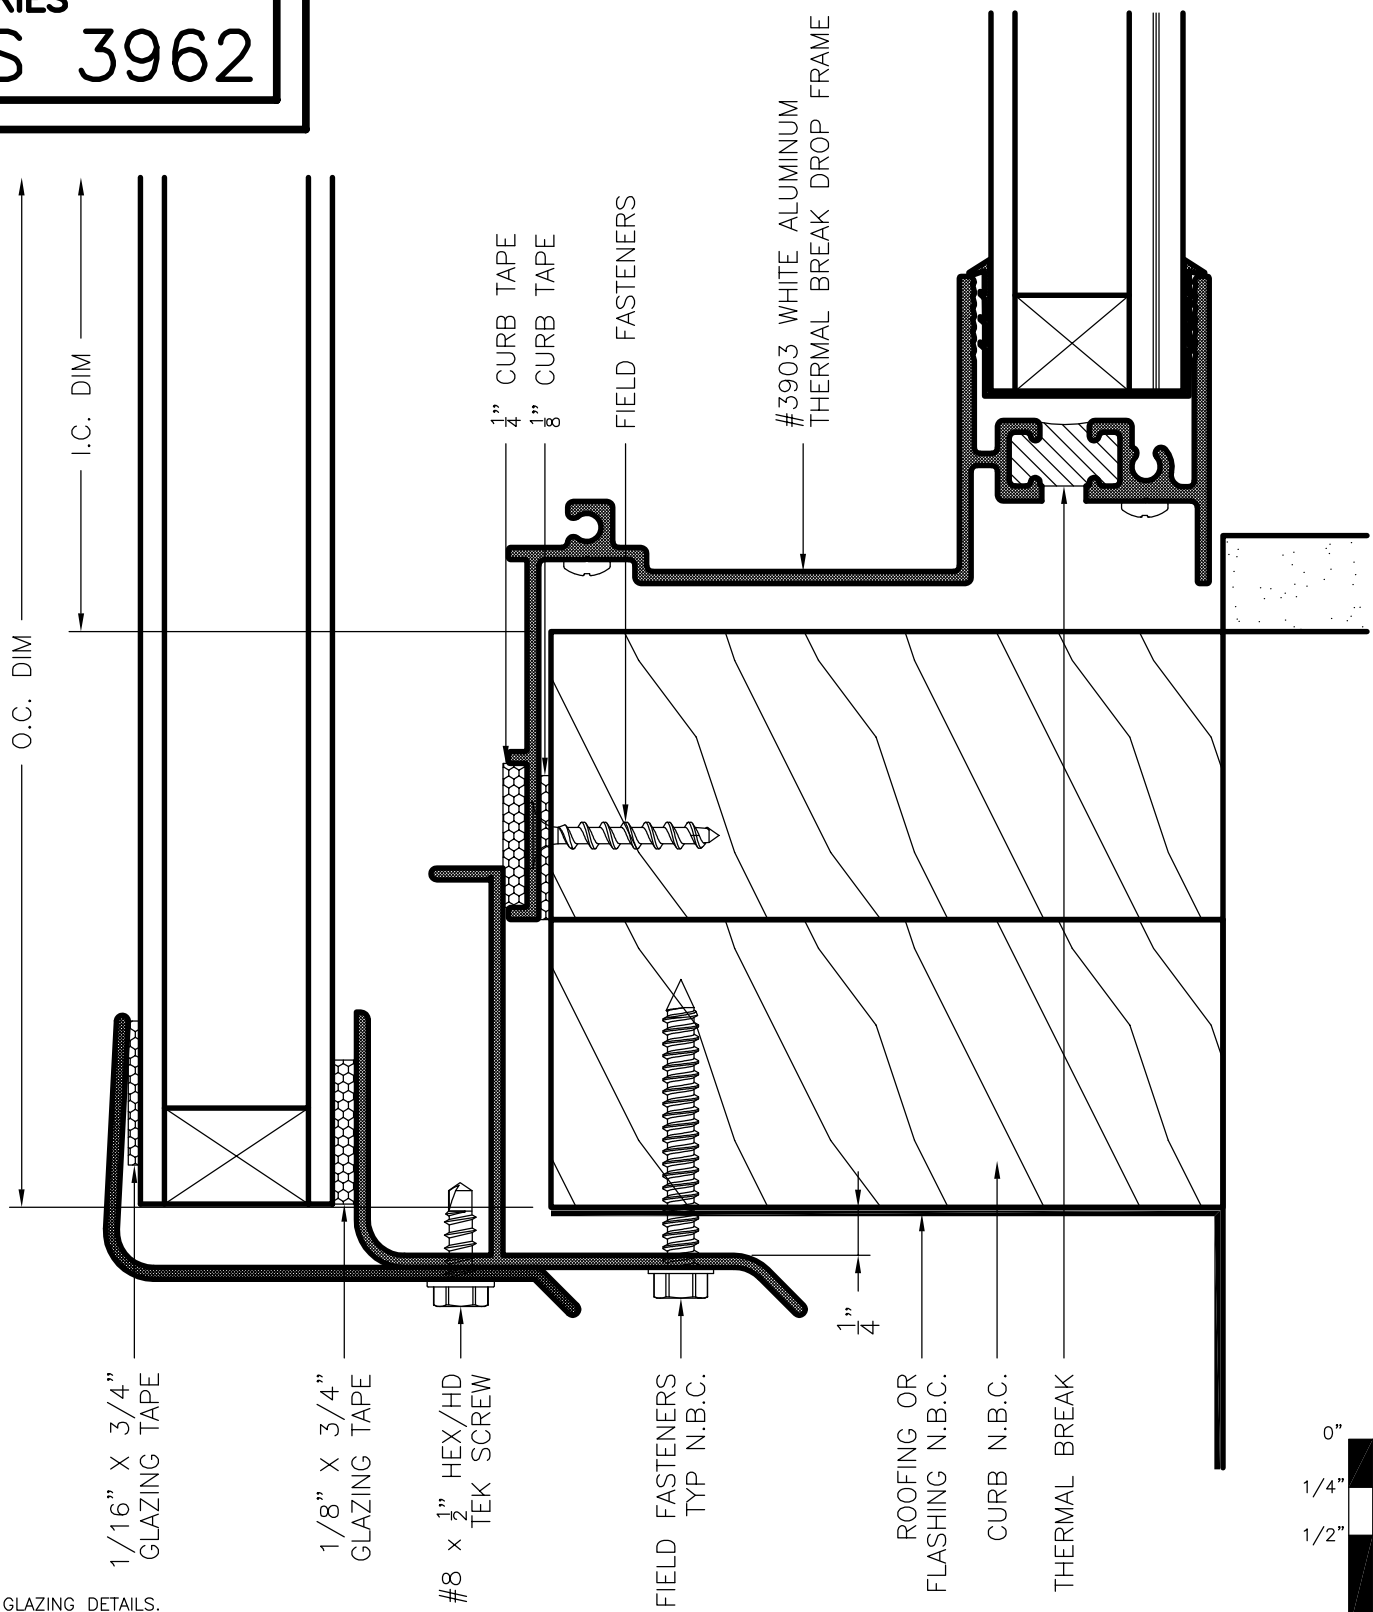 S 3962
O.C. DIM
I.C. DIM
1/4" CURB TAPE
1/8" CURB TAPE
FIELD FASTENERS
#3903 WHITE ALUMINUM
THERMAL BREAK DROP FRAME
1/16" X 3/4"
GLAZING TAPE
1/8" X 3/4"
GLAZING TAPE
#8 x 1/2" HEX/HD
TEK SCREW
FIELD FASTENERS
TYP N.B.C.
1/4"
ROOFING OR
FLASHING N.B.C.
CURB N.B.C.
THERMAL BREAK
0"
1/4"
1/2"
GLAZING DETAILS.